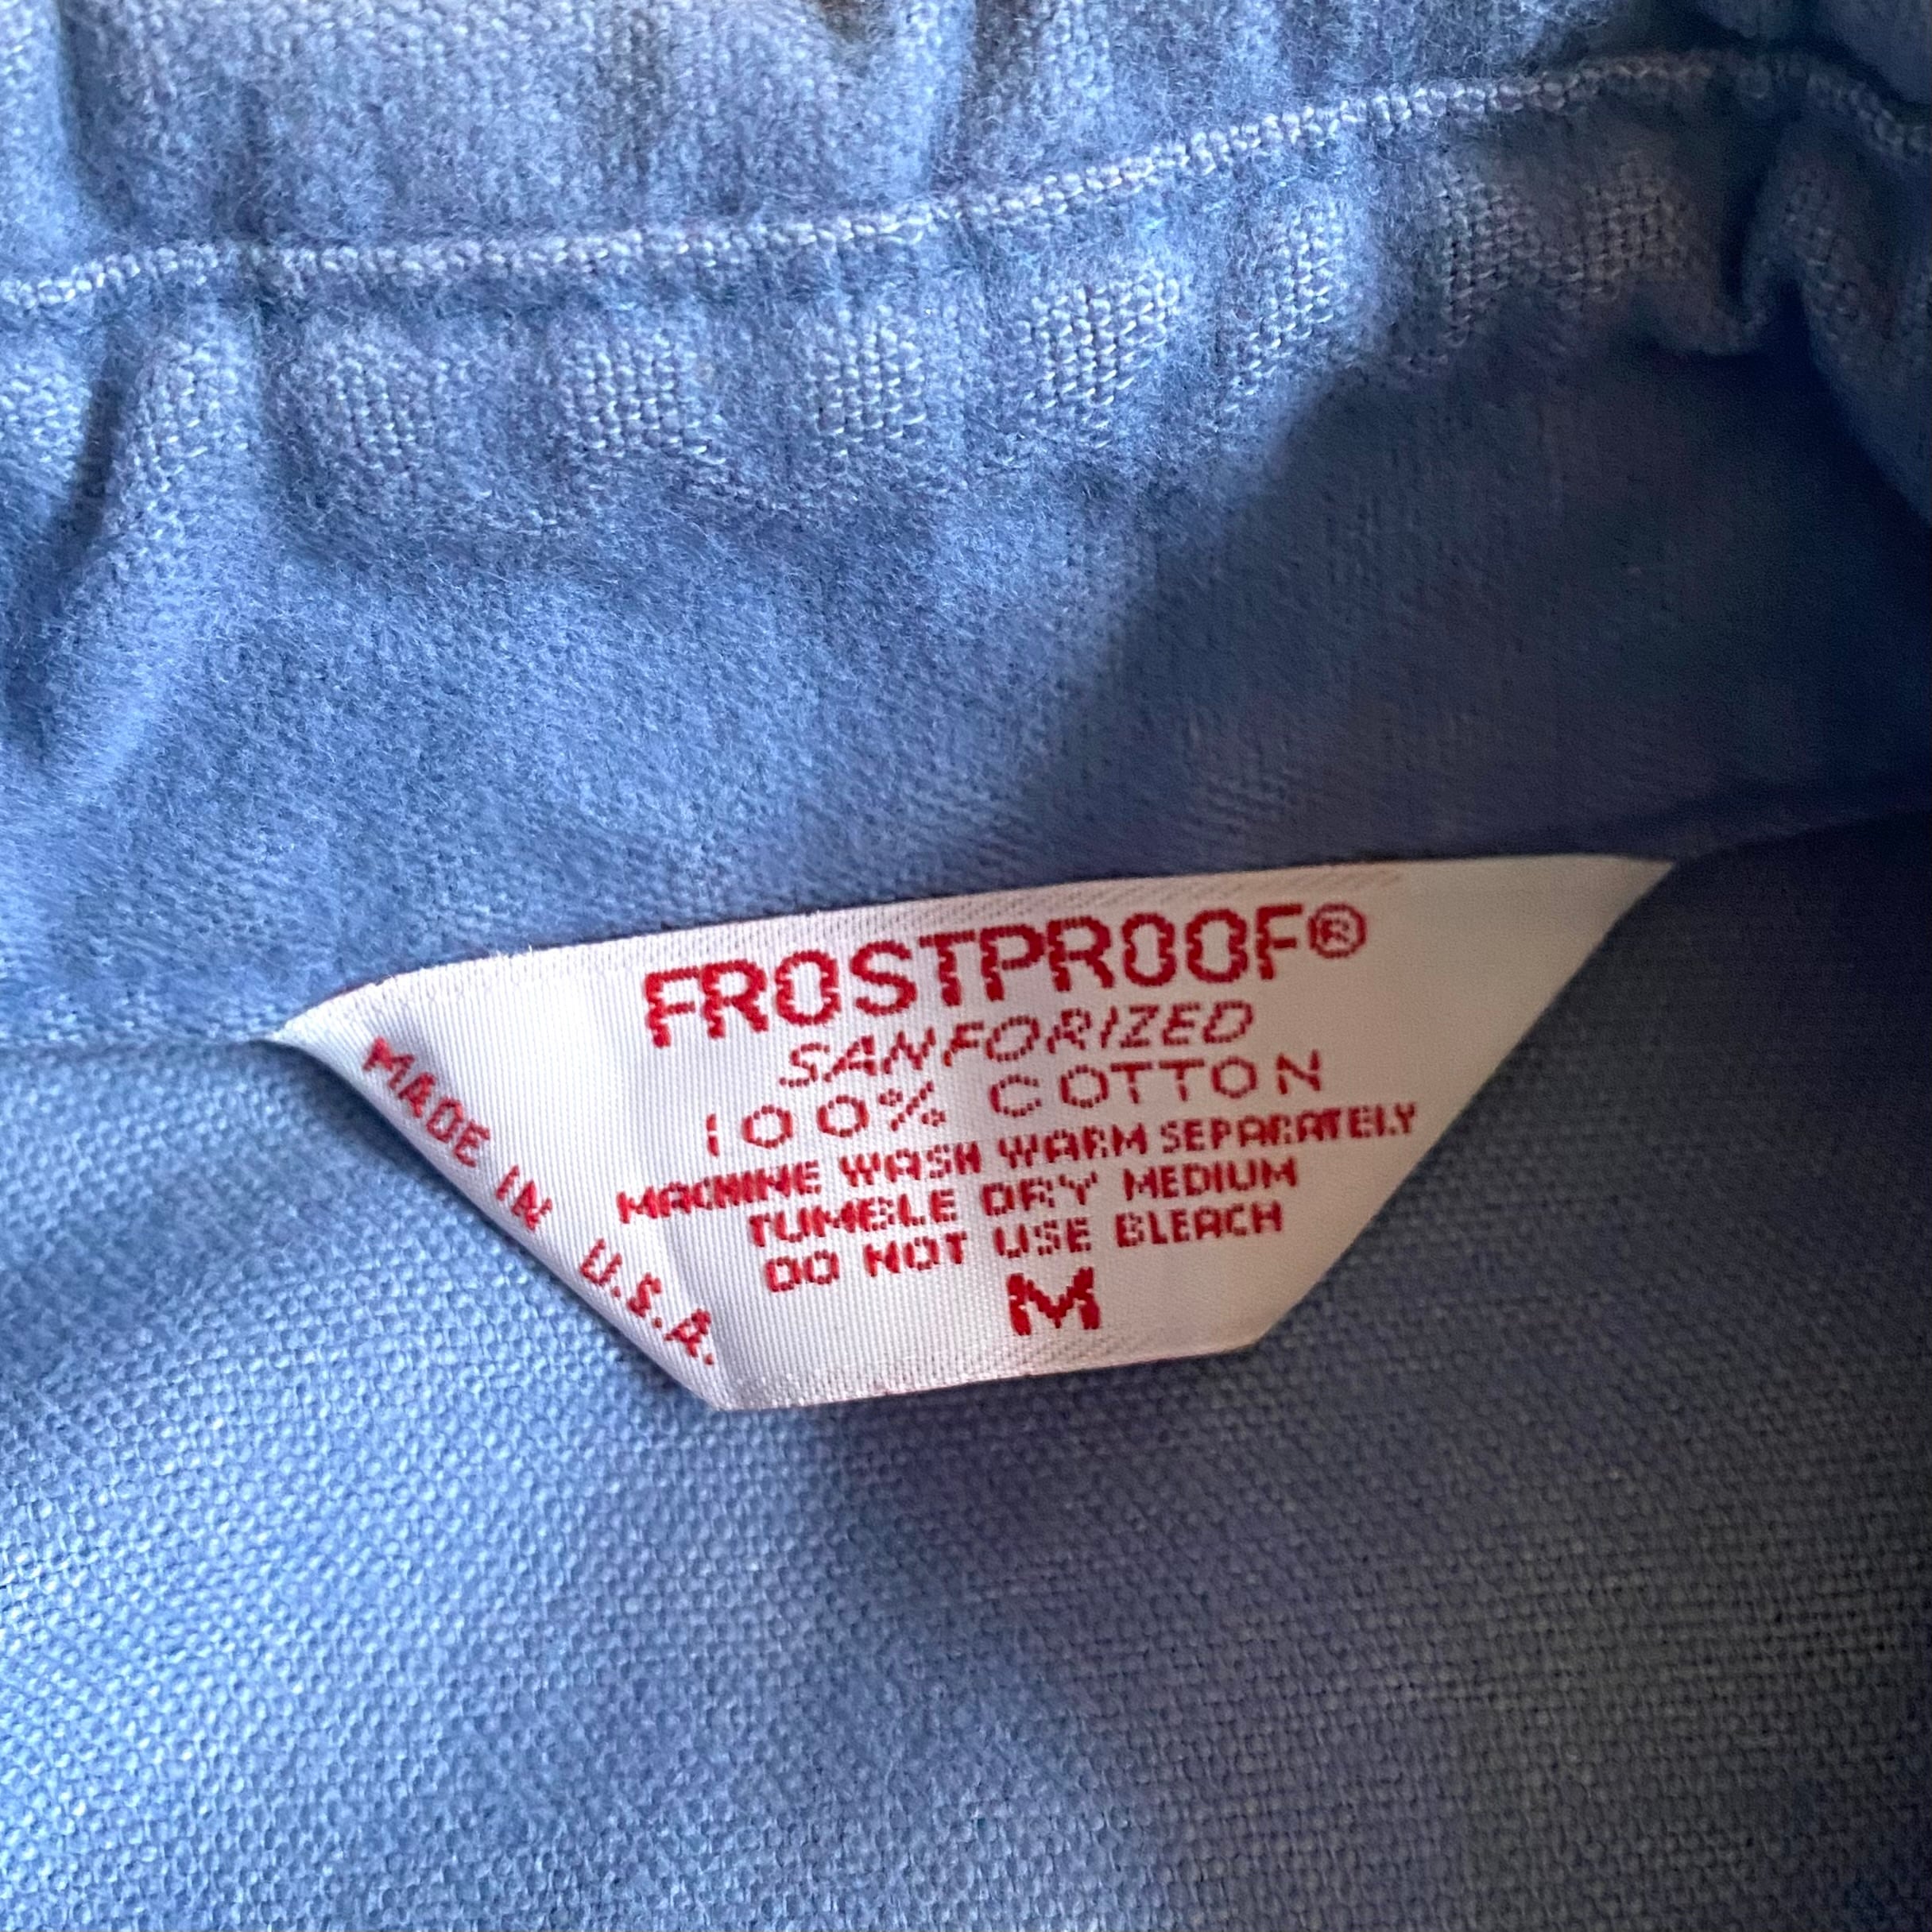 FROSTPROOF®
SANFORIZED
100% COTTON
MACHINE WASH WARM SEPARATELY
TUMBLE DRY MEDIUM
DO NOT USE BLEACH
M
MADE IN U.S.A.